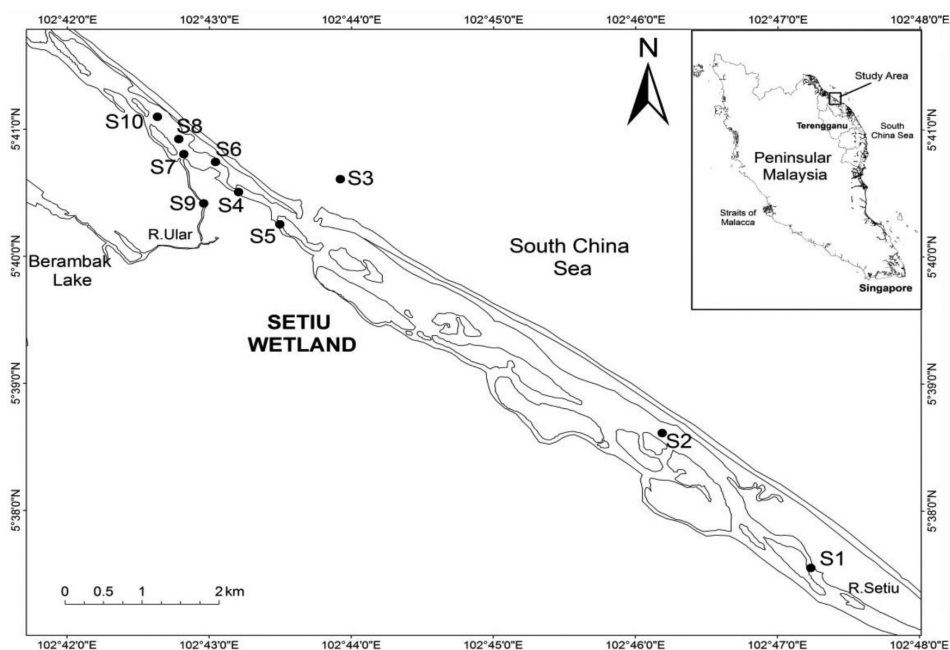 102°42'0"E 102°43'0"E 102°44'0"E 102°45'0"E 102°46'0"E 102°47'0"E 102°48'0"E
N
Study Area
Terengganu
South China
Sea
Peninsular
Malaysia
Straits of
Malacca
Singapore
5°41'0"N
5°40'0"N
5°39'0"N
5°38'0"N
S10
S8
S7
S6
S3
S9
S4
S5
R.Ular
Berambak
Lake
South China
Sea
SETIU
WETLAND
S2
S1
R.Setiu
0 0.5 1 2 km
5°41'0"N
5°40'0"N
5°39'0"N
5°38'0"N
102°42'0"E 102°43'0"E 102°44'0"E 102°45'0"E 102°46'0"E 102°47'0"E 102°48'0"E